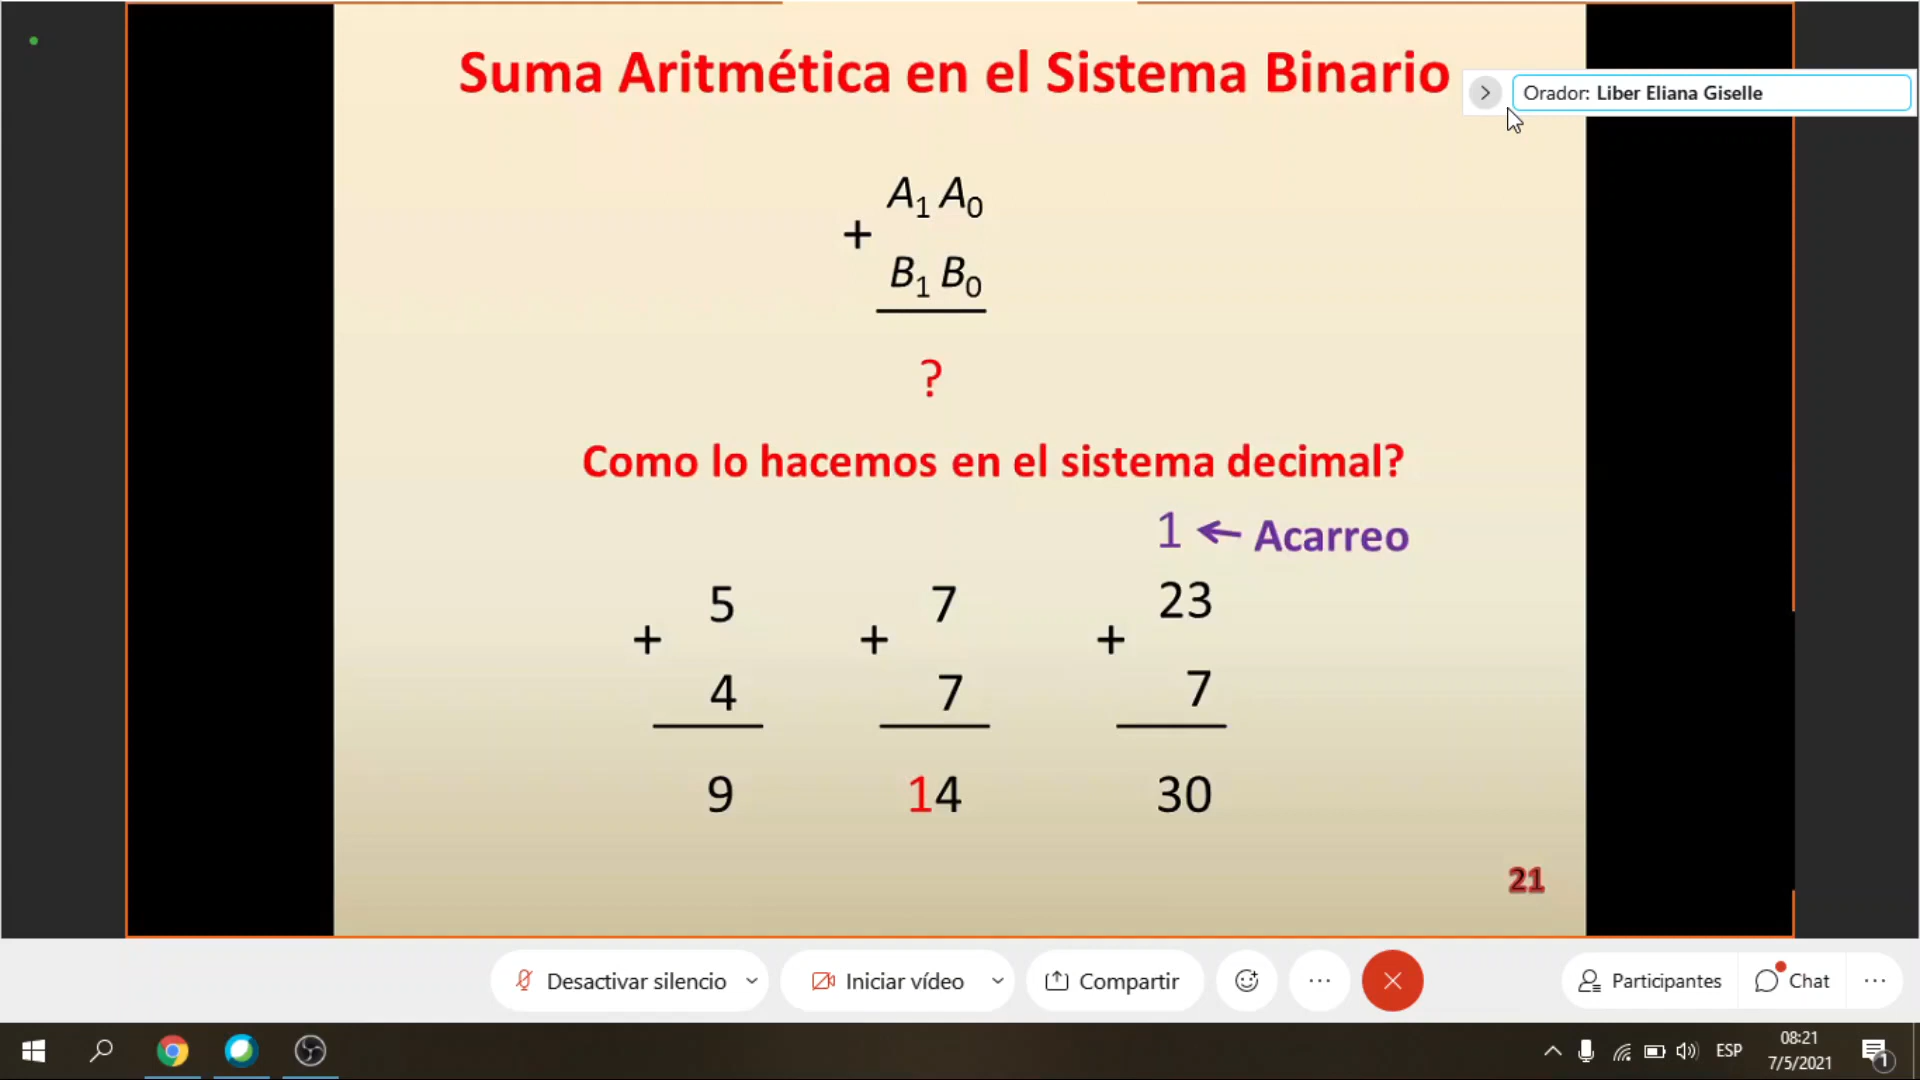 Suma Aritmética en el Sistema Binario
Orador: Liber Eliana Giselle
A₁ A₀
+
B₁ B₀
?
Como lo hacemos en el sistema decimal?
1 ← Acarreo
5 7 23
+ + +
4 7 7
9 14 30
21
Desactivar silencio Iniciar vídeo Compartir Participantes Chat
ESP 08:21
7/5/2021
1